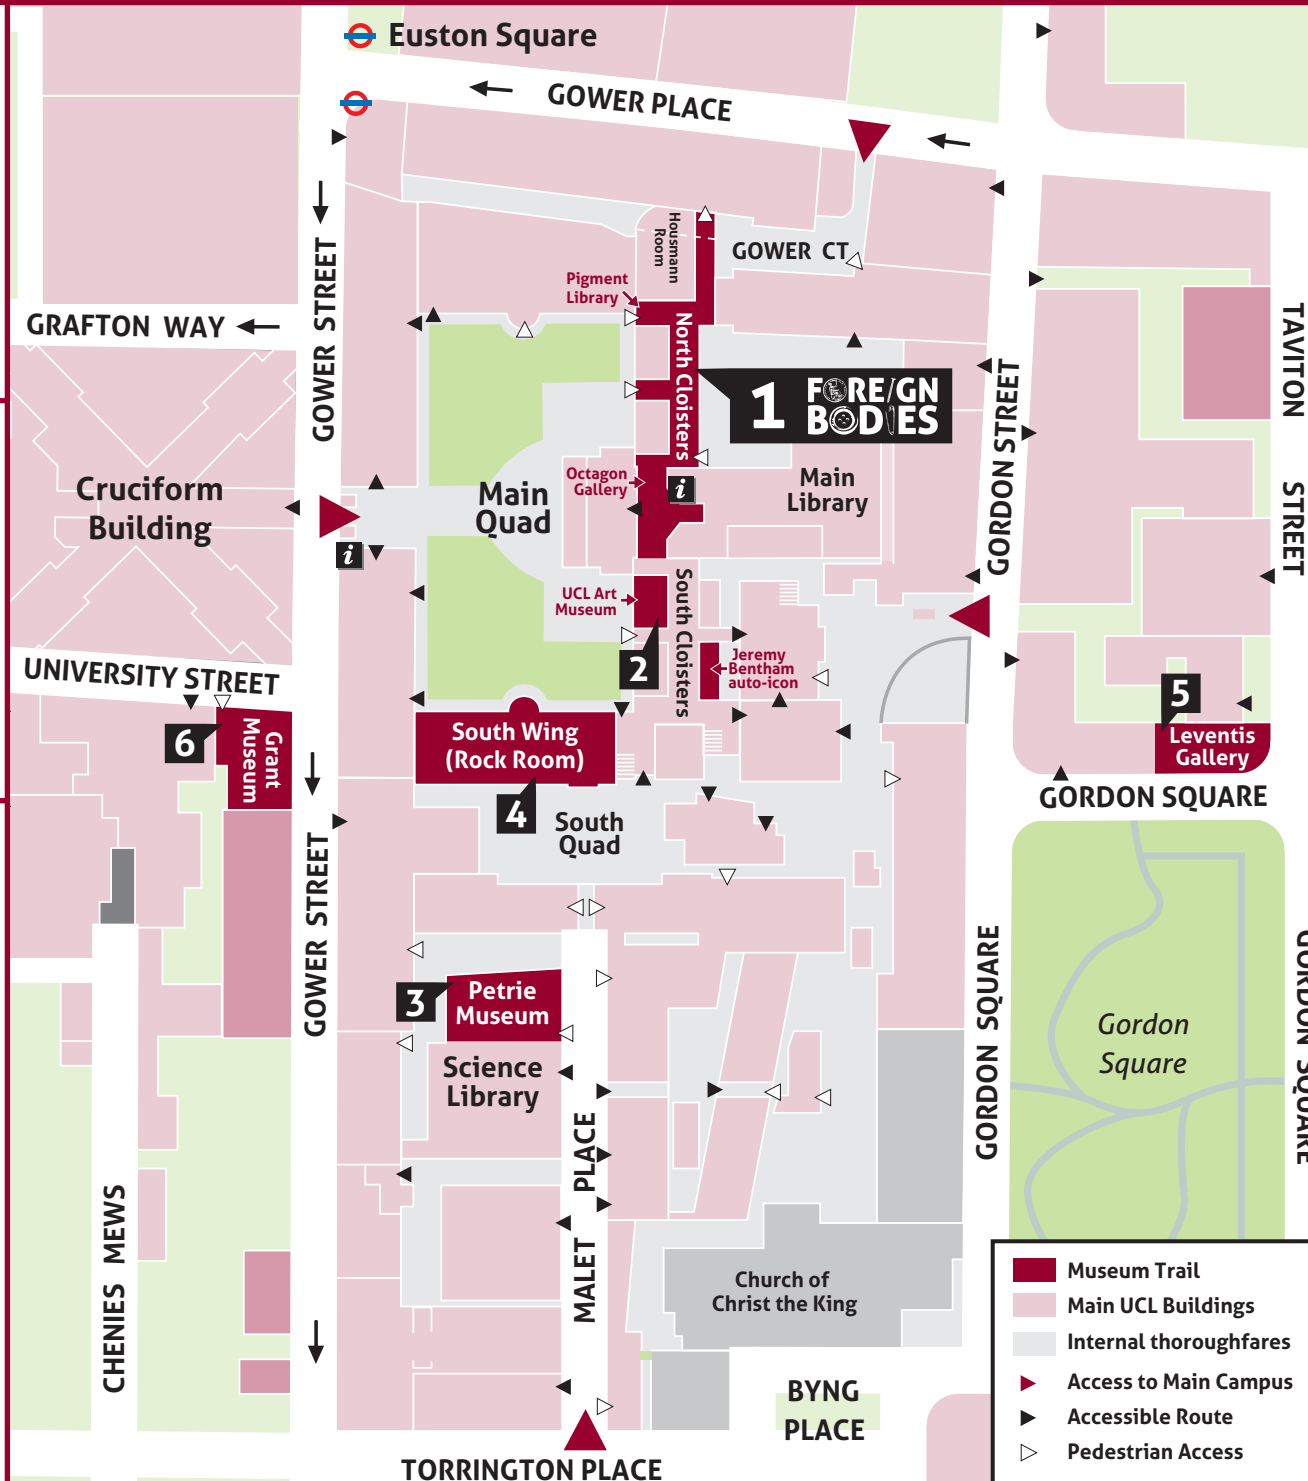 Euston Square
GOWER PLACE
GOWER STREET
Housmann
Room
GOWER CT
Pigment
Library
GRAFTON WAY
North Cloisters
TAVITON STREET
1
FOREIGN
BODIES
GORDON STREET
Cruciform
Building
Main
Quad
Octagon
Gallery
i
Main
Library
i
UCL Art
Museum
South Cloisters
2
Jeremy
Bentham
auto-icon
UNIVERSITY STREET
5
6
Grant
Museum
South Wing
(Rock Room)
Leventis
Gallery
4
South
Quad
GORDON SQUARE
GOWER STREET
GORDON SQUARE
GORDON SQUARE
3
Petrie
Museum
Gordon
Square
Science
Library
MALET PLACE
CHENIES MEWS
Church of
Christ the King
Museum Trail
Main UCL Buildings
Internal thoroughfares
Access to Main Campus
Accessible Route
Pedestrian Access
BYNG
PLACE
TORRINGTON PLACE